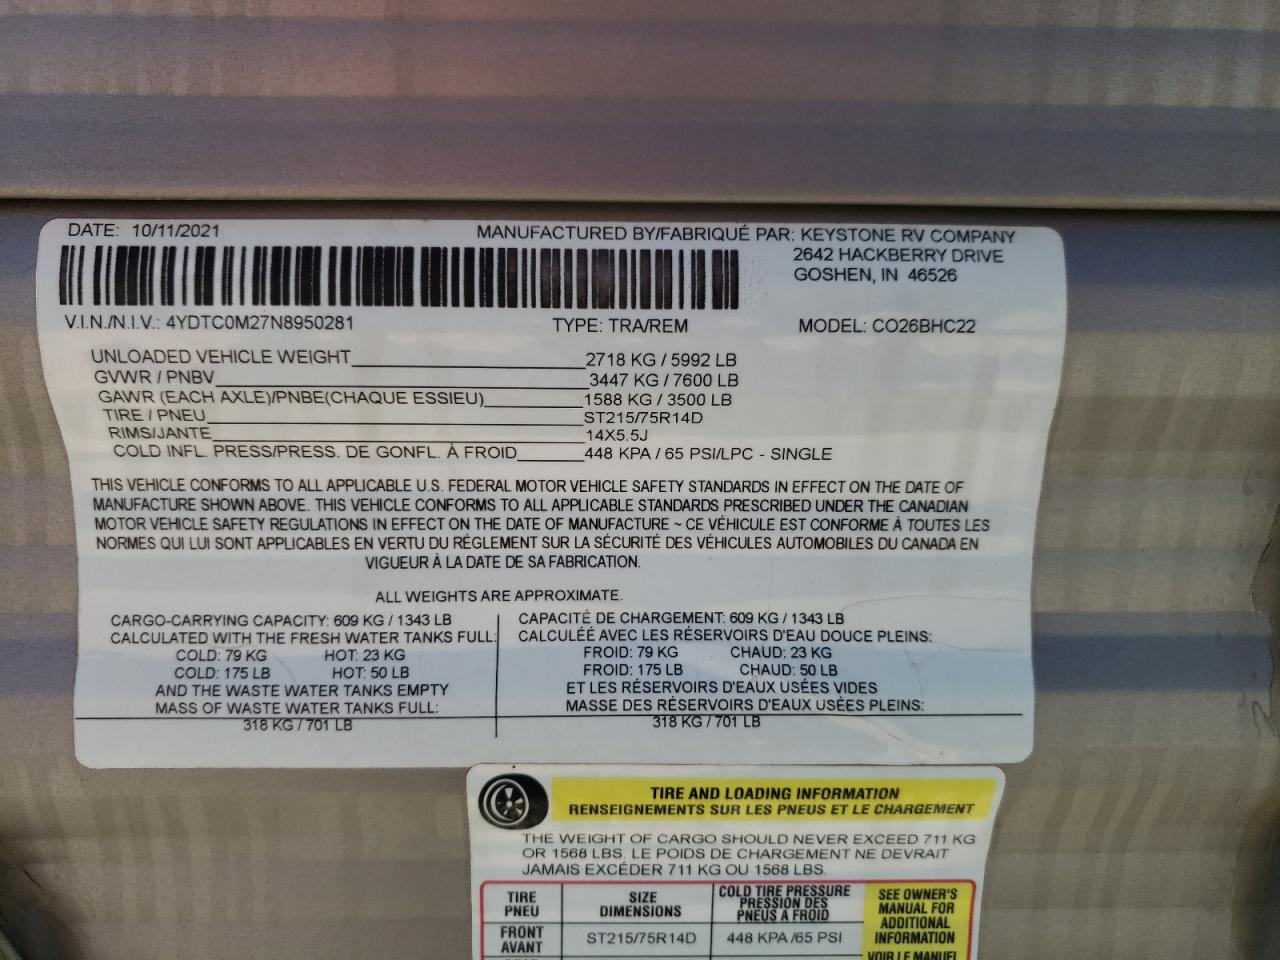 DATE: 10/11/2021
MANUFACTURED BY/FABRIQUÉ PAR: KEYSTONE RV COMPANY
2642 HACKBERRY DRIVE
GOSHEN, IN 46526
V.I.N./N.I.V.: 4YDTC0M27N8950281 TYPE: TRA/REM MODEL: CO26BHC22
UNLOADED VEHICLE WEIGHT 2718 KG / 5992 LB
GVWR / PNBV 3447 KG / 7600 LB
GAWR (EACH AXLE)/PNBE(CHAQUE ESSIEU) 1588 KG / 3500 LB
TIRE / PNEU ST215/75R14D
RIMS/JANTE 14X5.5J
COLD INFL. PRESS/PRESS. DE GONFL. À FROID 448 KPA / 65 PSI/LPC - SINGLE
THIS VEHICLE CONFORMS TO ALL APPLICABLE U.S. FEDERAL MOTOR VEHICLE SAFETY STANDARDS IN EFFECT ON THE DATE OF
MANUFACTURE SHOWN ABOVE. THIS VEHICLE CONFORMS TO ALL APPLICABLE STANDARDS PRESCRIBED UNDER THE CANADIAN
MOTOR VEHICLE SAFETY REGULATIONS IN EFFECT ON THE DATE OF MANUFACTURE ~ CE VÉHICULE EST CONFORME À TOUTES LES
NORMES QUI LUI SONT APPLICABLES EN VERTU DU RÉGLEMENT SUR LA SÉCURITÉ DES VÉHICULES AUTOMOBILES DU CANADA EN
VIGUEUR À LA DATE DE SA FABRICATION.
ALL WEIGHTS ARE APPROXIMATE.
CARGO-CARRYING CAPACITY: 609 KG / 1343 LB
CALCULATED WITH THE FRESH WATER TANKS FULL:
COLD: 79 KG HOT: 23 KG
COLD: 175 LB HOT: 50 LB
AND THE WASTE WATER TANKS EMPTY
MASS OF WASTE WATER TANKS FULL:
318 KG / 701 LB
CAPACITÉ DE CHARGEMENT: 609 KG / 1343 LB
CALCULÉE AVEC LES RÉSERVOIRS D'EAU DOUCE PLEINS:
FROID: 79 KG CHAUD: 23 KG
FROID: 175 LB CHAUD: 50 LB
ET LES RÉSERVOIRS D'EAUX USÉES VIDES
MASSE DES RÉSERVOIRS D'EAUX USÉES PLEINS:
318 KG / 701 LB
TIRE AND LOADING INFORMATION
RENSEIGNEMENTS SUR LES PNEUS ET LE CHARGEMENT
THE WEIGHT OF CARGO SHOULD NEVER EXCEED 711 KG
OR 1568 LBS. LE POIDS DE CHARGEMENT NE DEVRAIT
JAMAIS EXCÉDER 711 KG OU 1568 LBS.
TIRE
PNEU
SIZE
DIMENSIONS
COLD TIRE PRESSURE
PRESSION DES
PNEUS A FROID
SEE OWNER'S
MANUAL FOR
ADDITIONAL
INFORMATION
VOIR LE MANUEL
FRONT
AVANT
ST215/75R14D
448 KPA /65 PSI